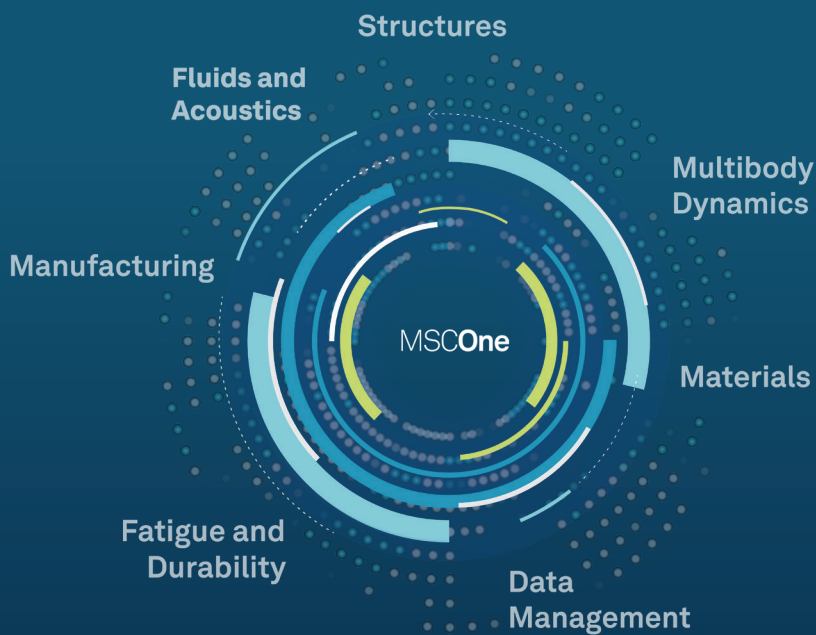 Structures
Fluids and
Acoustics
Multibody
Dynamics
Manufacturing
MSCOne
Materials
Fatigue and
Durability
Data
Management